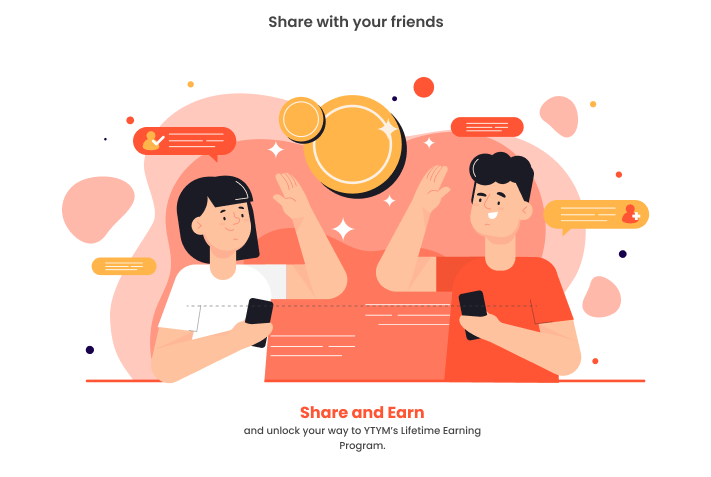 Share with your friends
Share and Earn
and unlock your way to YTYM's Lifetime Earning
Program.